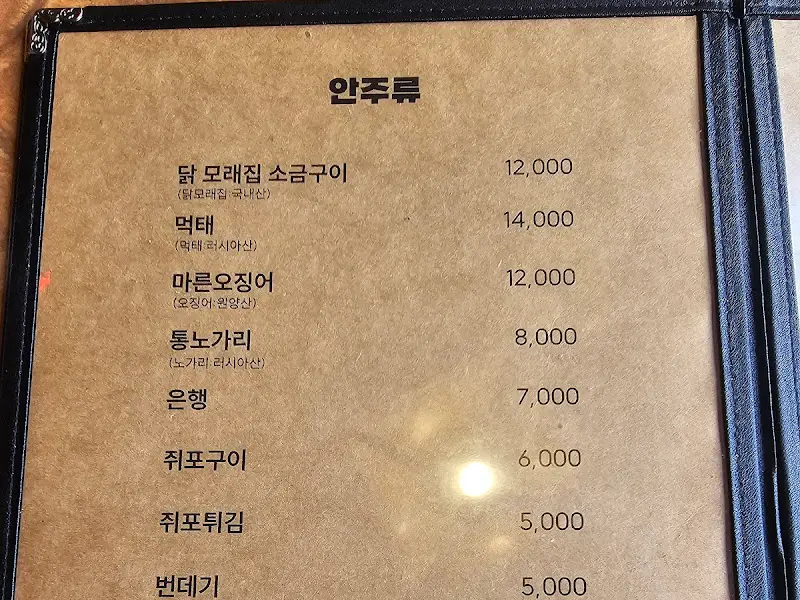 안주류
닭 모래집 소금구이 12,000
(닭모래집:국내산)
먹태 14,000
(먹태:러시아산)
마른오징어 12,000
(오징어:원양산)
통노가리 8,000
(노가리:러시아산)
은행 7,000
쥐포구이 6,000
쥐포튀김 5,000
번데기 5,000